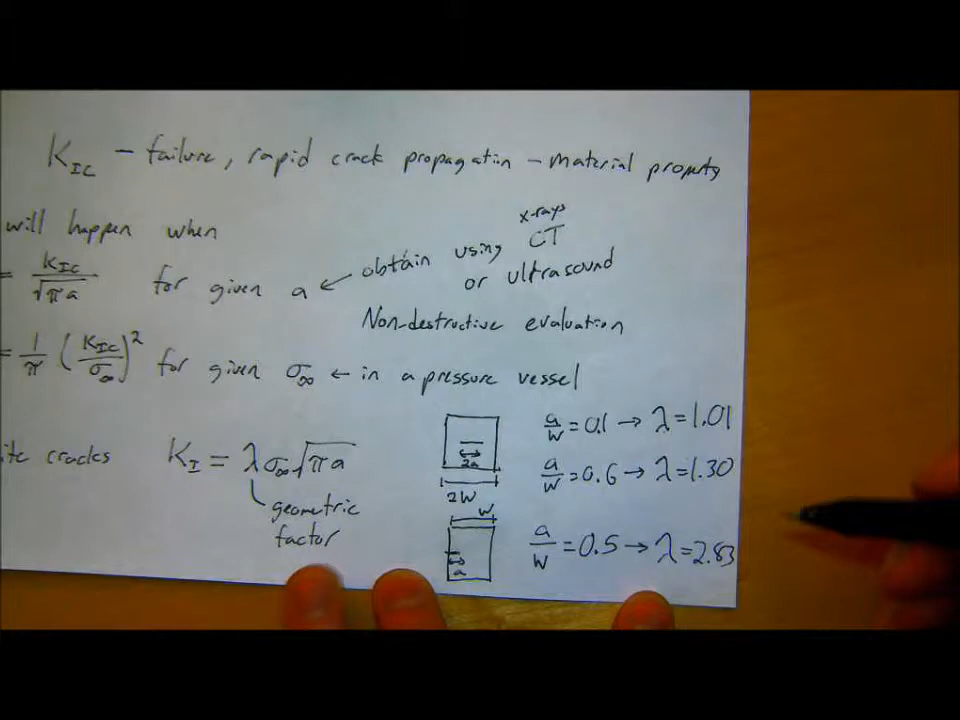 K_IC – failure, rapid crack propagation – material property
will happen when
= K_IC / √πa for given a ← obtain using x-rays CT
or ultrasound
Non-destructive evaluation
= 1/π (K_IC / σ∞)² for given σ∞ ← in a pressure vessel
ite cracks K_I = λ σ∞ √πa
geometric
factor
2a
2W
a/W = 0.1 → λ = 1.01
a/W = 0.6 → λ = 1.30
W
a
a/W = 0.5 → λ = 2.83